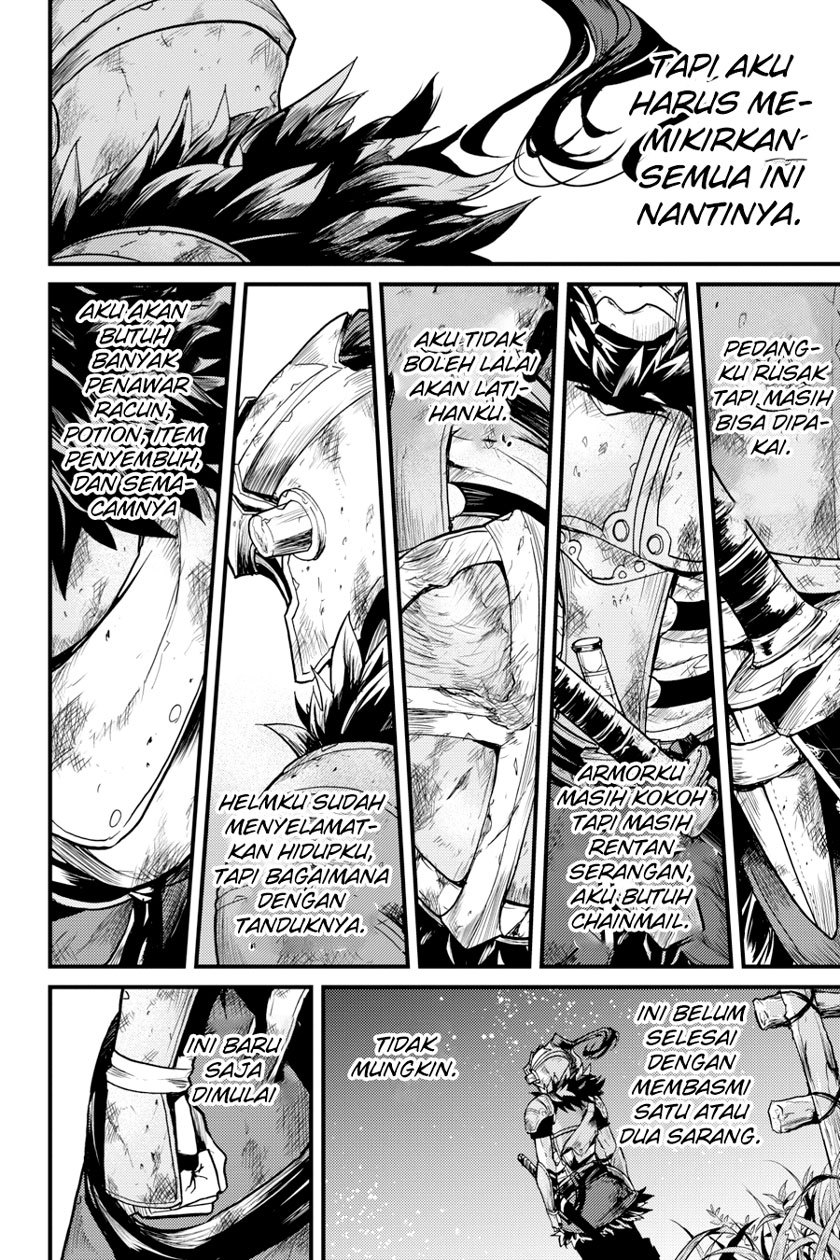 TAPI AKU
HARUS ME-
MIKIRKAN
SEMUA INI
NANTINYA.
PEDANG-
KU RUSAK
TAPI MASIH
BISA DIPA-
KAI.
ARMORKU
MASIH KOKOH
TAPI MASIH
RENTAN
SERANGAN,
AKU BUTUH
CHAINMAIL.
AKU TIDAK
BOLEH LALAI
AKAN LATI-
HANKU.
HELMKU SUDAH
MENYELAMAT-
KAN HIDUPKU,
TAPI BAGAIMANA
DENGAN
TANDUKNYA.
AKU AKAN
BUTUH
BANYAK
PENAWAR
RACUN,
POTION, ITEM
PENYEMBUH,
DAN SEMA-
CAMNYA
INI BELUM
SELESAI
DENGAN
MEMBASMI
SATU ATAU
DUA SARANG.
TIDAK
MUNGKIN.
INI BARU
SAJA
DIMULAI